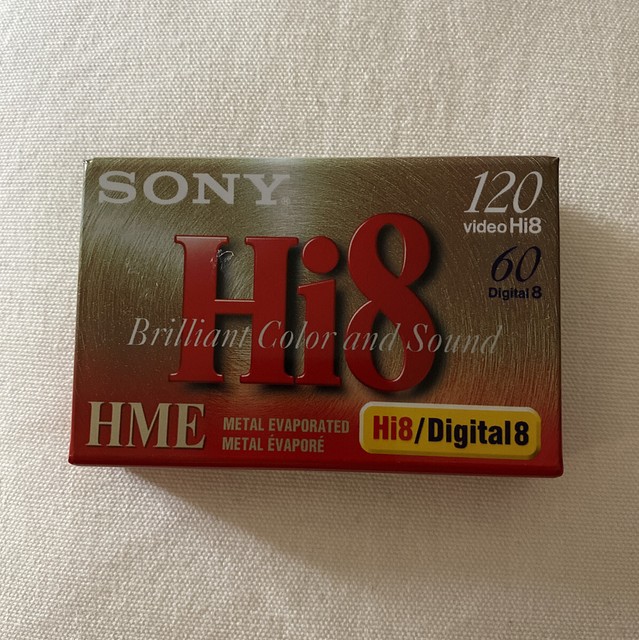 SONY®
120
video Hi8
60
Digital 8
Hi8
Brilliant Color and Sound
HME
METAL EVAPORATED
METAL ÉVAPORÉ
Hi8/Digital8